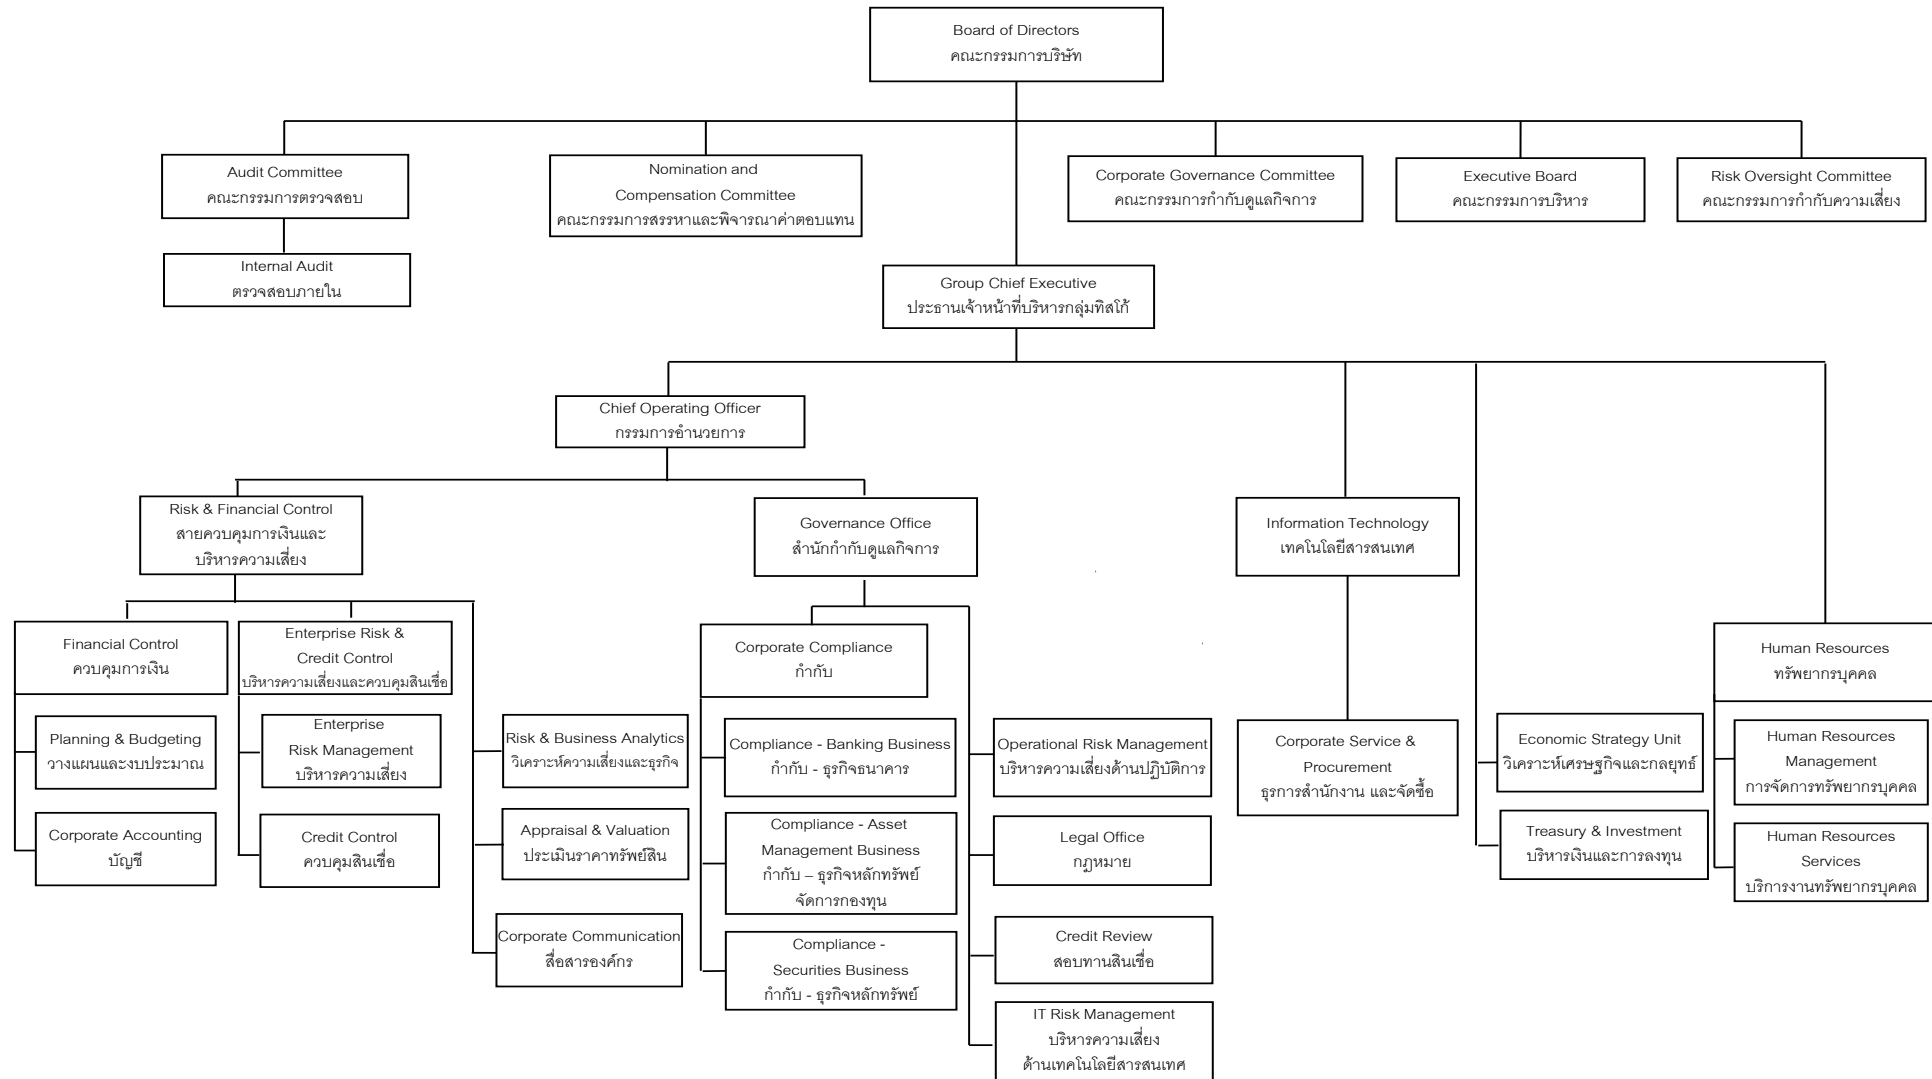 Board of Directors
คณะกรรมการบริษัท
Audit Committee
คณะกรรมการตรวจสอบ
Nomination and
Compensation Committee
คณะกรรมการสรรหาและพิจารณาค่าตอบแทน
Corporate Governance Committee
คณะกรรมการกำกับดูแลกิจการ
Executive Board
คณะกรรมการบริหาร
Risk Oversight Committee
คณะกรรมการกำกับความเสี่ยง
Internal Audit
ตรวจสอบภายใน
Group Chief Executive
ประธานเจ้าหน้าที่บริหารกลุ่มทิสโก้
Chief Operating Officer
กรรมการอำนวยการ
Risk & Financial Control
สายควบคุมการเงินและ
บริหารความเสี่ยง
Governance Office
สำนักกำกับดูแลกิจการ
Information Technology
เทคโนโลยีสารสนเทศ
Financial Control
ควบคุมการเงิน
Enterprise Risk &
Credit Control
บริหารความเสี่ยงและควบคุมสินเชื่อ
Corporate Compliance
กำกับ
Human Resources
ทรัพยากรบุคคล
Planning & Budgeting
วางแผนและงบประมาณ
Enterprise
Risk Management
บริหารความเสี่ยง
Risk & Business Analytics
วิเคราะห์ความเสี่ยงและธุรกิจ
Compliance - Banking Business
กำกับ - ธุรกิจธนาคาร
Operational Risk Management
บริหารความเสี่ยงด้านปฏิบัติการ
Corporate Service &
Procurement
ธุรการสำนักงาน และจัดซื้อ
Economic Strategy Unit
วิเคราะห์เศรษฐกิจและกลยุทธ์
Human Resources
Management
การจัดการทรัพยากรบุคคล
Corporate Accounting
บัญชี
Credit Control
ควบคุมสินเชื่อ
Appraisal & Valuation
ประเมินราคาทรัพย์สิน
Compliance - Asset
Management Business
กำกับ – ธุรกิจหลักทรัพย์
จัดการกองทุน
Legal Office
กฎหมาย
Treasury & Investment
บริหารเงินและการลงทุน
Human Resources
Services
บริการงานทรัพยากรบุคคล
Corporate Communication
สื่อสารองค์กร
Compliance -
Securities Business
กำกับ - ธุรกิจหลักทรัพย์
Credit Review
สอบทานสินเชื่อ
IT Risk Management
บริหารความเสี่ยง
ด้านเทคโนโลยีสารสนเทศ